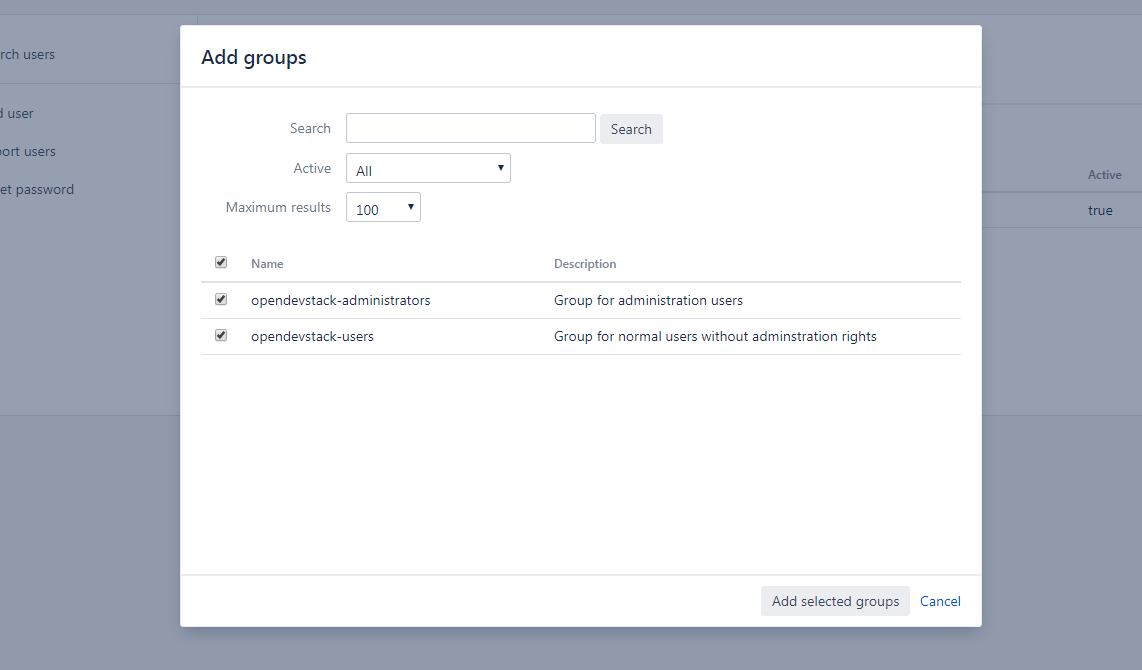 rch users
user
ort users
et password
Active
true
Add groups
Search
Search
Active
All
Maximum results
100
Name Description
opendevstack-administrators Group for administration users
opendevstack-users Group for normal users without adminstration rights
Add selected groups Cancel